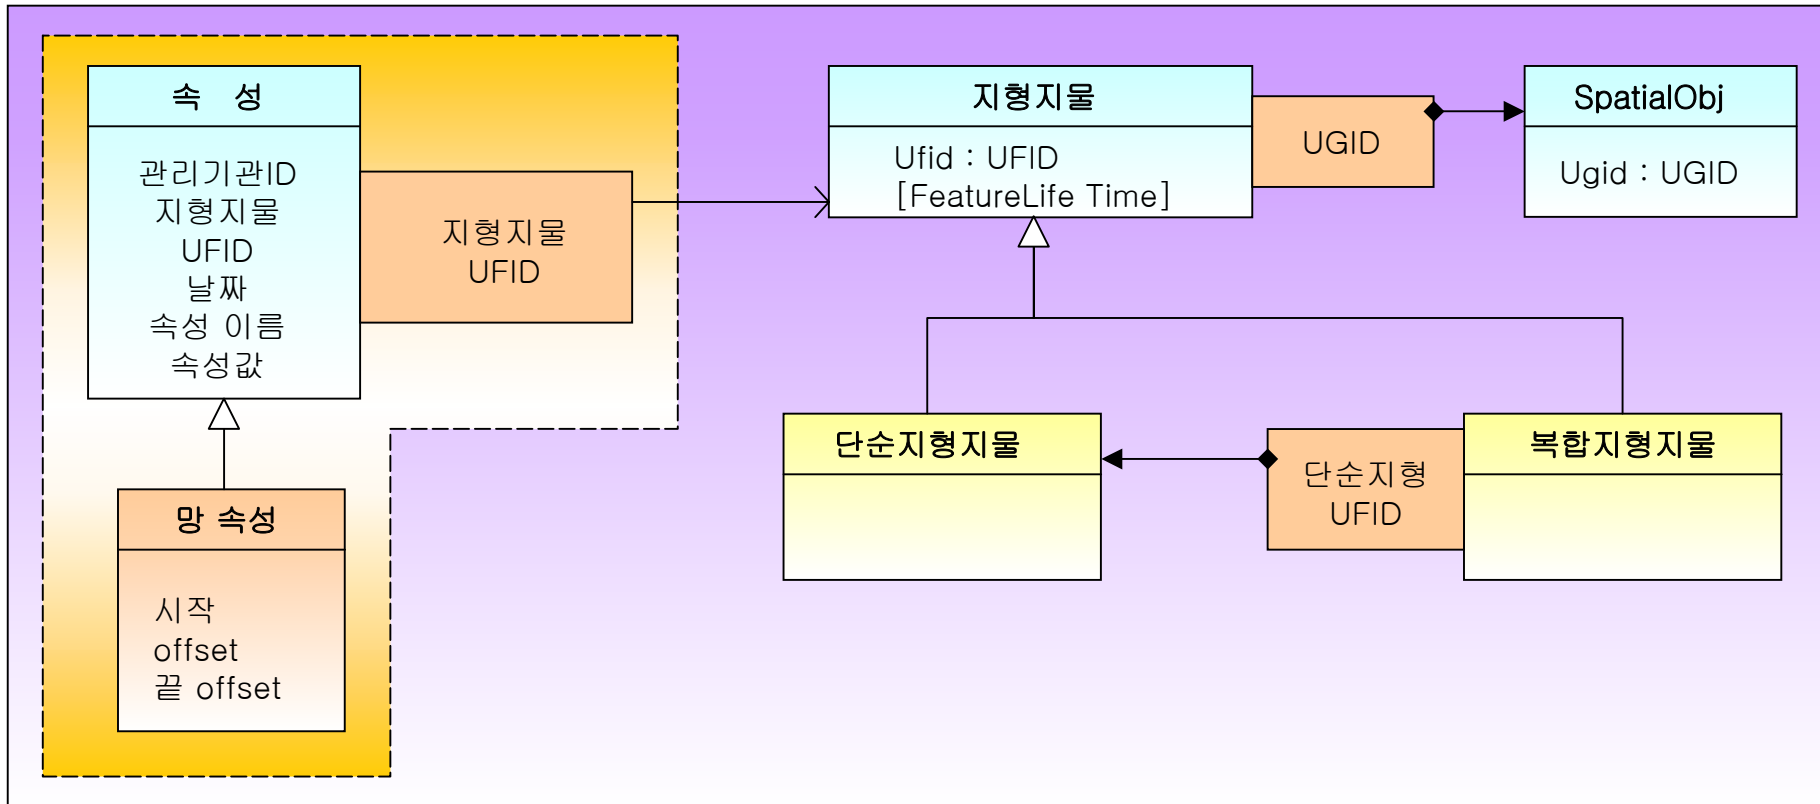 속 성
관리기관ID
지형지물
UFID
날짜
속성 이름
속성값
지형지물
UFID
망 속성
시작
offset
끝 offset
지형지물
Ufid : UFID
[FeatureLife Time]
UGID
SpatialObj
Ugid : UGID
단순지형지물
단순지형
UFID
복합지형지물